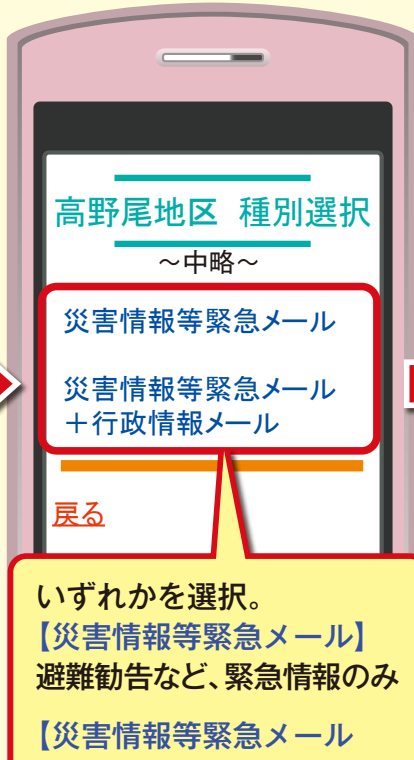 高野尾地区 種別選択
～中略～
災害情報等緊急メール
災害情報等緊急メール
＋行政情報メール
戻る
いずれかを選択。
【災害情報等緊急メール】
避難勧告など、緊急情報のみ
【災害情報等緊急メール